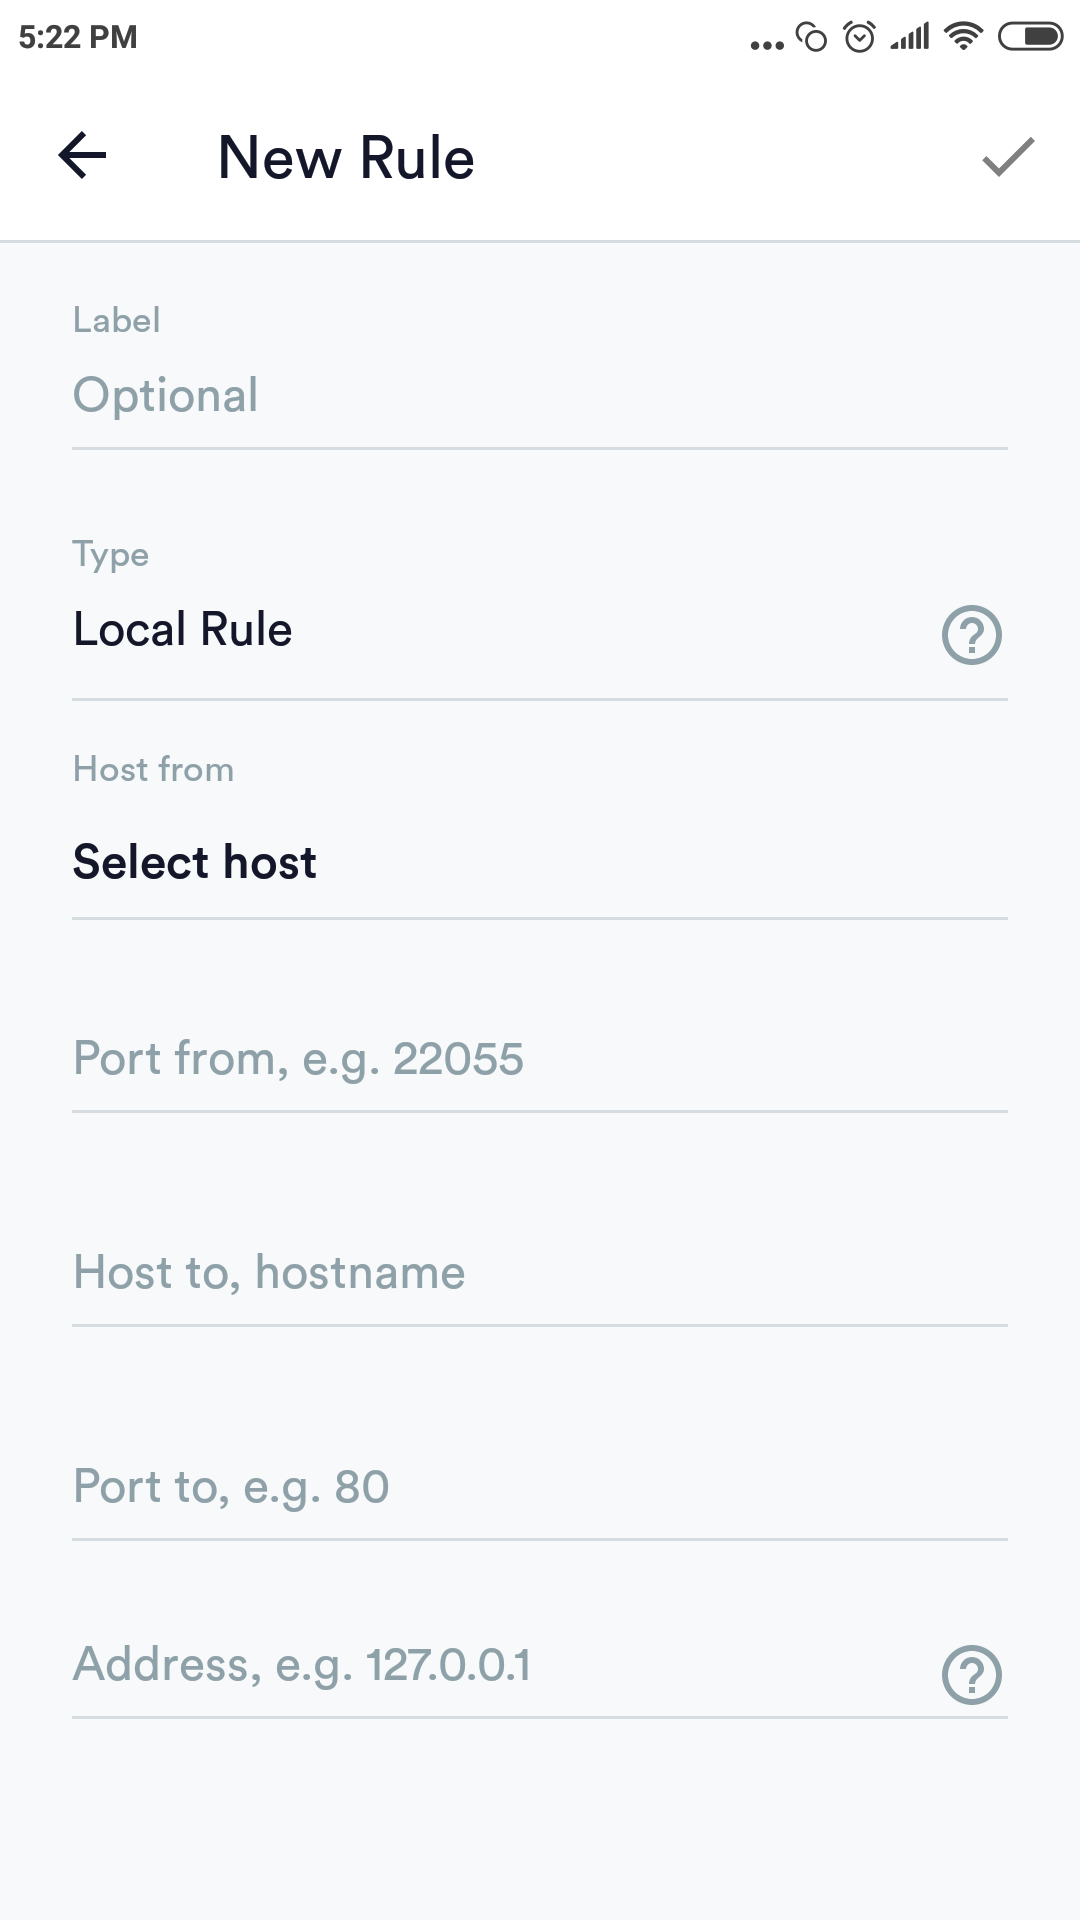 5:22 PM
New Rule
Label
Optional
Type
Local Rule
Host from
Select host
Port from, e.g. 22055
Host to, hostname
Port to, e.g. 80
Address, e.g. 127.0.0.1